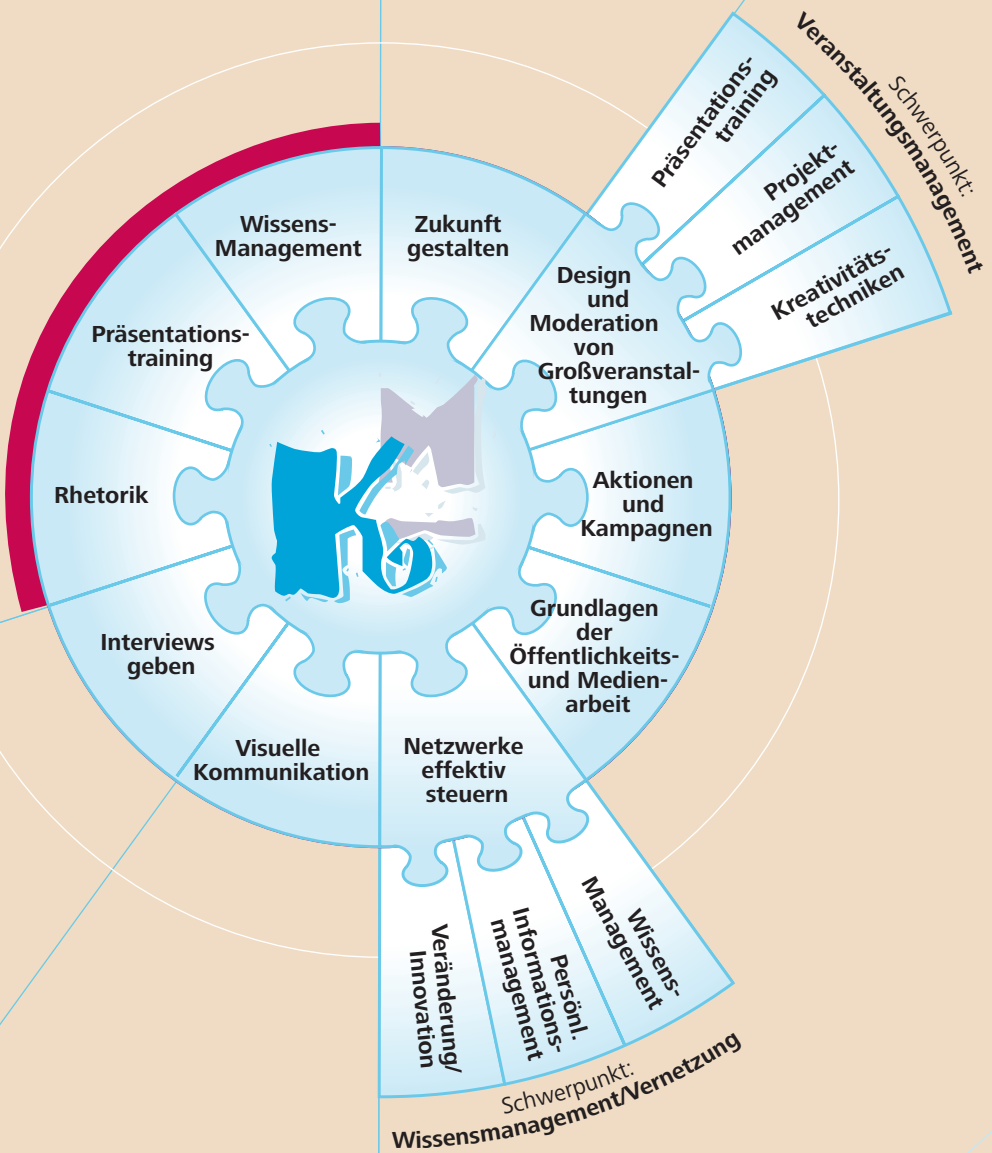 Wissens-
Management
Zukunft
gestalten
Design
und
Moderation
von
Großveranstal-
tungen
Präsentations-
training
Projekt-
management
Kreativitäts-
techniken
Schwerpunkt:
Veranstaltungsmanagement
Aktionen
und
Kampagnen
Grundlagen
der
Öffentlichkeits-
und Medien-
arbeit
Netzwerke
effektiv
steuern
Wissens-
Management
Persönl.
Informations-
management
Veränderung/
Innovation
Schwerpunkt:
Wissensmanagement/Vernetzung
Visuelle
Kommunikation
Interviews
geben
Rhetorik
Präsentations-
training